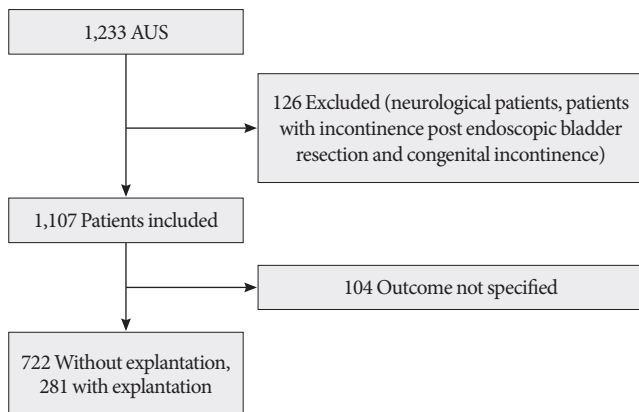 1,233 AUS
126 Excluded (neurological patients, patients
with incontinence post endoscopic bladder
resection and congenital incontinence)
1,107 Patients included
104 Outcome not specified
722 Without explantation,
281 with explantation